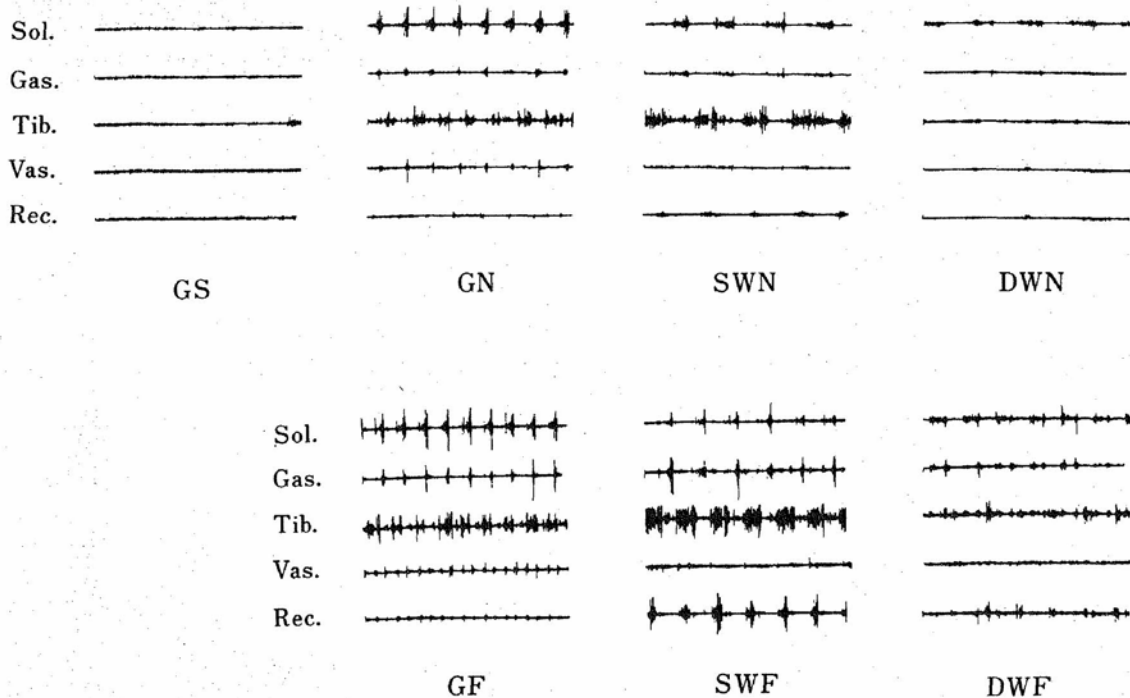 Sol.
Gas.
Tib.
Vas.
Rec.
GS GN SWN DWN
Sol.
Gas.
Tib.
Vas.
Rec.
GF SWF DWF